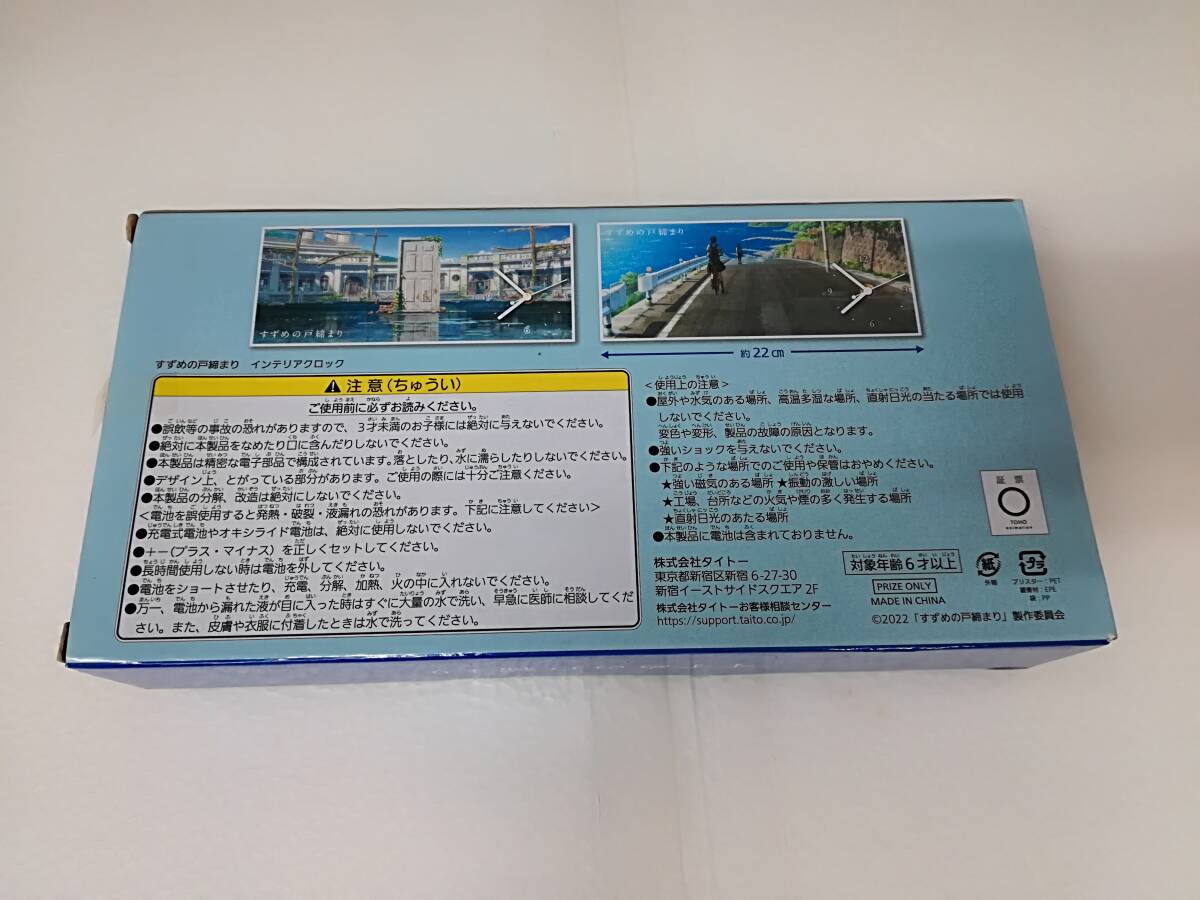 すずめの戸締まり
6
すずめの戸締まり
12
9
6
約22cm
すずめの戸締まり インテリアクロック
⚠注意(ちゅうい)
ご使用前に必ずお読みください。
●誤飲等の事故の恐れがありますので、3才未満のお子様には絶対に与えないでください。
●絶対に本製品をなめたり口に含んだりしないでください。
●本製品は精密な電子部品で構成されています。落としたり、水に濡らしたりしないでください。
●デザイン上、とがっている部分があります。ご使用の際には十分ご注意ください。
●本製品の分解、改造は絶対にしないでください。
<電池を誤使用すると発熱・破裂・液漏れの恐れがあります。下記に注意してください>
●充電式電池やオキシライド電池は、絶対に使用しないでください。
●+−(プラス・マイナス)を正しくセットしてください。
●長時間使用しない時は電池を外してください。
●電池をショートさせたり、充電、分解、加熱、火の中に入れないでください。
●万一、電池から漏れた液が目に入った時はすぐに大量の水で洗い、早急に医師に相談してくだ
さい。また、皮膚や衣服に付着したときは水で洗ってください。
<使用上の注意>
●屋外や水気のある場所、高温多湿な場所、直射日光の当たる場所では使用
しないでください。
変色や変形、製品の故障の原因となります。
●強いショックを与えないでください。
●下記のような場所でのご使用や保管はおやめください。
★強い磁気のある場所 ★振動の激しい場所
★工場、台所などの火気や煙の多く発生する場所
★直射日光のあたる場所
●本製品に電池は含まれておりません。
株式会社タイトー
東京都新宿区新宿6-27-30
新宿イーストサイドスクエア 2F
株式会社タイトーお客様相談センター
https://support.taito.co.jp/
証票
TOHO
animation
対象年齢6才以上
PRIZE ONLY
MADE IN CHINA
紙
外箱
プラ
ブリスター:PET
緩衝材:EPE
袋:PP
©2022「すずめの戸締まり」製作委員会